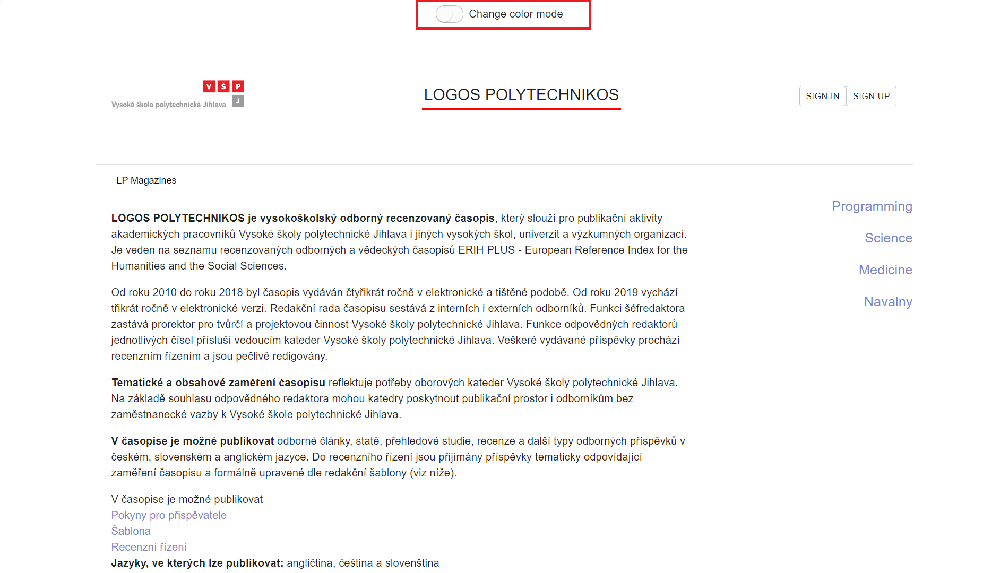 Change color mode
V Š P
Vysoká škola polytechnická Jihlava J
LOGOS POLYTECHNIKOS
SIGN IN SIGN UP
LP Magazines
LOGOS POLYTECHNIKOS je vysokoškolský odborný recenzovaný časopis, který slouží pro publikační aktivity
akademických pracovníků Vysoké školy polytechnické Jihlava i jiných vysokých škol, univerzit a výzkumných organizací.
Je veden na seznamu recenzovaných odborných a vědeckých časopisů ERIH PLUS - European Reference Index for the
Humanities and the Social Sciences.
Od roku 2010 do roku 2018 byl časopis vydáván čtyřikrát ročně v elektronické a tištěné podobě. Od roku 2019 vychází
třikrát ročně v elektronické verzi. Redakční rada časopisu sestává z interních i externích odborníků. Funkci šéfredaktora
zastává prorektor pro tvůrčí a projektovou činnost Vysoké školy polytechnické Jihlava. Funkce odpovědných redaktorů
jednotlivých čísel přísluší vedoucím kateder Vysoké školy polytechnické Jihlava. Veškeré vydávané příspěvky prochází
recenzním řízením a jsou pečlivě redigovány.
Tematické a obsahové zaměření časopisu reflektuje potřeby oborových kateder Vysoké školy polytechnické Jihlava.
Na základě souhlasu odpovědného redaktora mohou katedry poskytnout publikační prostor i odborníkům bez
zaměstnanecké vazby k Vysoké škole polytechnické Jihlava.
V časopise je možné publikovat odborné články, statě, přehledové studie, recenze a další typy odborných příspěvků v
českém, slovenském a anglickém jazyce. Do recenzního řízení jsou přijímány příspěvky tematicky odpovídající
zaměření časopisu a formálně upravené dle redakční šablony (viz níže).
V časopise je možné publikovat
Pokyny pro přispěvatele
Šablona
Recenzní řízení
Jazyky, ve kterých lze publikovat: angličtina, čeština a slovenština
Programming
Science
Medicine
Navalny